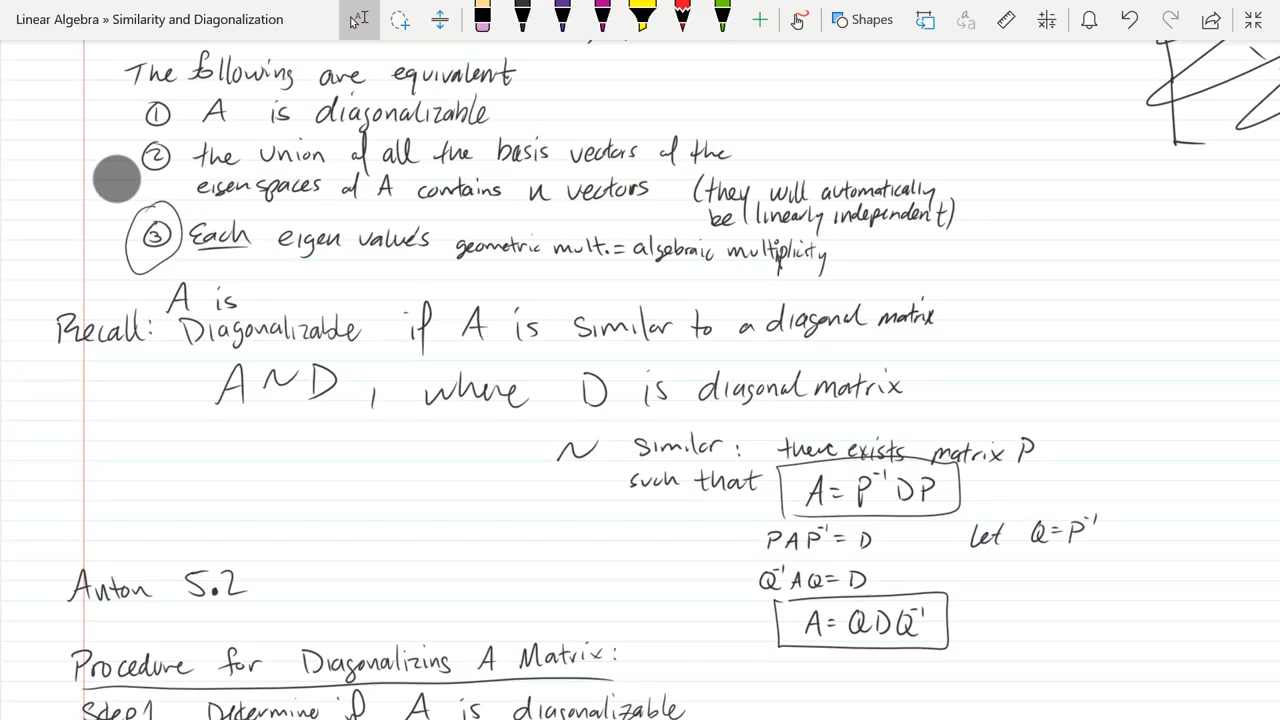 Linear Algebra » Similarity and Diagonalization
Shapes
The following are equivalent
① A is diagonalizable
② the union of all the basis vectors of the
eigenspaces of A contains n vectors (they will automatically
be linearly independent)
③ Each eigen values geometric mult. = algebraic multiplicity
A is
Recall: Diagonalizable if A is similar to a diagonal matrix
A ~ D, where D is diagonal matrix
~ similar: there exists matrix P
such that A = P⁻¹DP
PAP⁻¹ = D let Q = P⁻¹
Q⁻¹AQ = D
Anton 5.2
A = QDQ⁻¹
Procedure for Diagonalizing A Matrix:
Step 1 Determine if A is diagonalizable